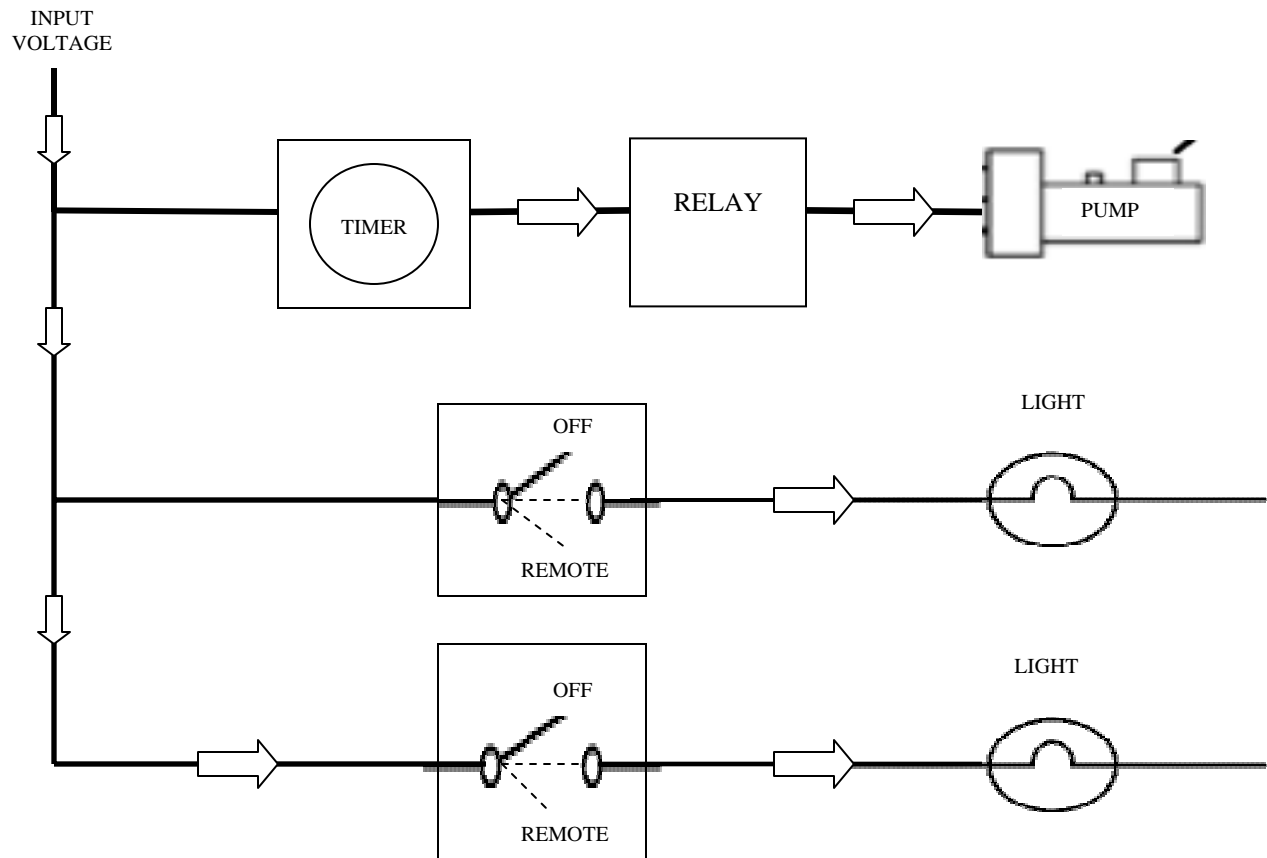 INPUT
VOLTAGE
TIMER
RELAY
PUMP
OFF
REMOTE
LIGHT
OFF
REMOTE
LIGHT